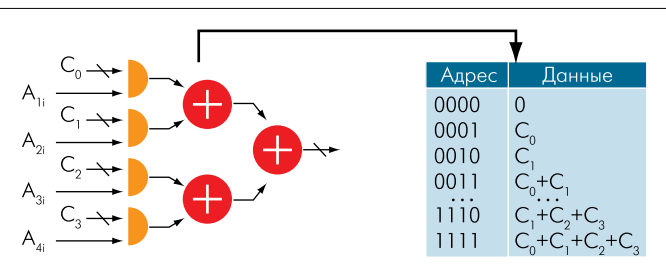 C₀
A₁ᵢ
C₁
A₂ᵢ
C₂
A₃ᵢ
C₃
A₄ᵢ
Адрес Данные
0000 0
0001 C₀
0010 C₁
0011 C₀+C₁
... ...
1110 C₁+C₂+C₃
1111 C₀+C₁+C₂+C₃